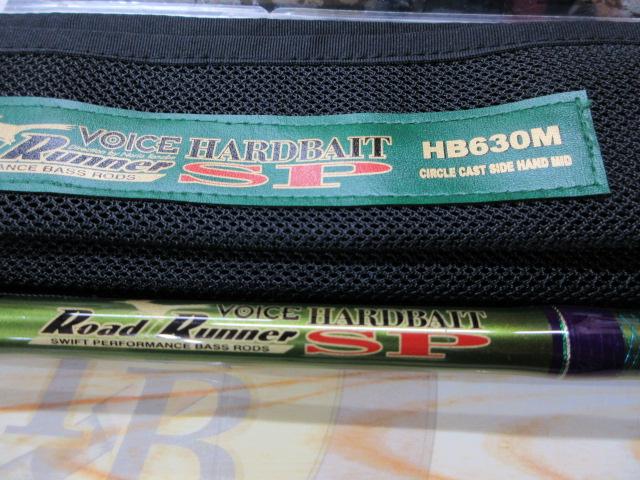 VOICE HARDBAIT
Runner SP
MANCE BASS RODS
HB630M
CIRCLE CAST SIDE HAND MID
VOICE HARDBAIT
Road Runner SP
SWIFT PERFORMANCE BASS RODS